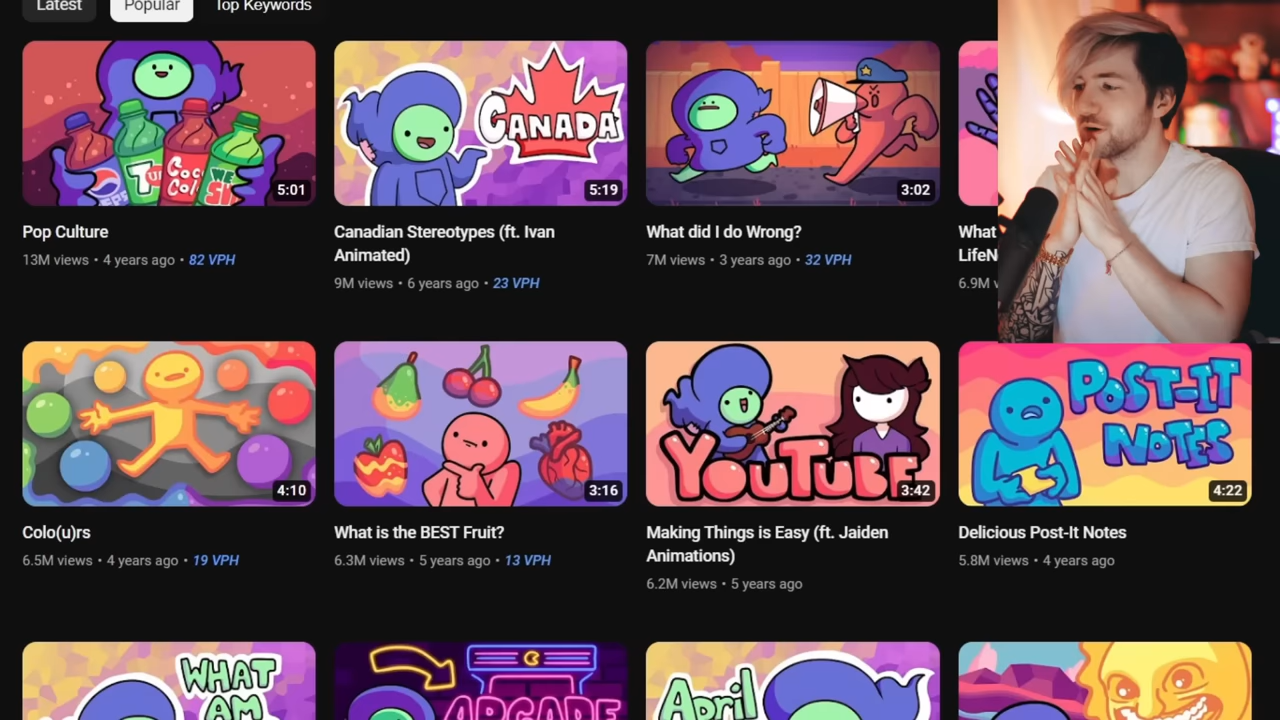 Latest
Popular
Top Keywords
5:01
CANADA
5:19
3:02
Pop Culture
13M views • 4 years ago • 82 VPH
Canadian Stereotypes (ft. Ivan
Animated)
9M views • 6 years ago • 23 VPH
What did I do Wrong?
7M views • 3 years ago • 32 VPH
What
6.9M
4:10
3:16
YOUTUBE
3:42
POST-IT
NOTES
4:22
Colo(u)rs
6.5M views • 4 years ago • 19 VPH
What is the BEST Fruit?
6.3M views • 5 years ago • 13 VPH
Making Things is Easy (ft. Jaiden
Animations)
6.2M views • 5 years ago
Delicious Post-It Notes
5.8M views • 4 years ago
WHAT
AM
ARCADE
April